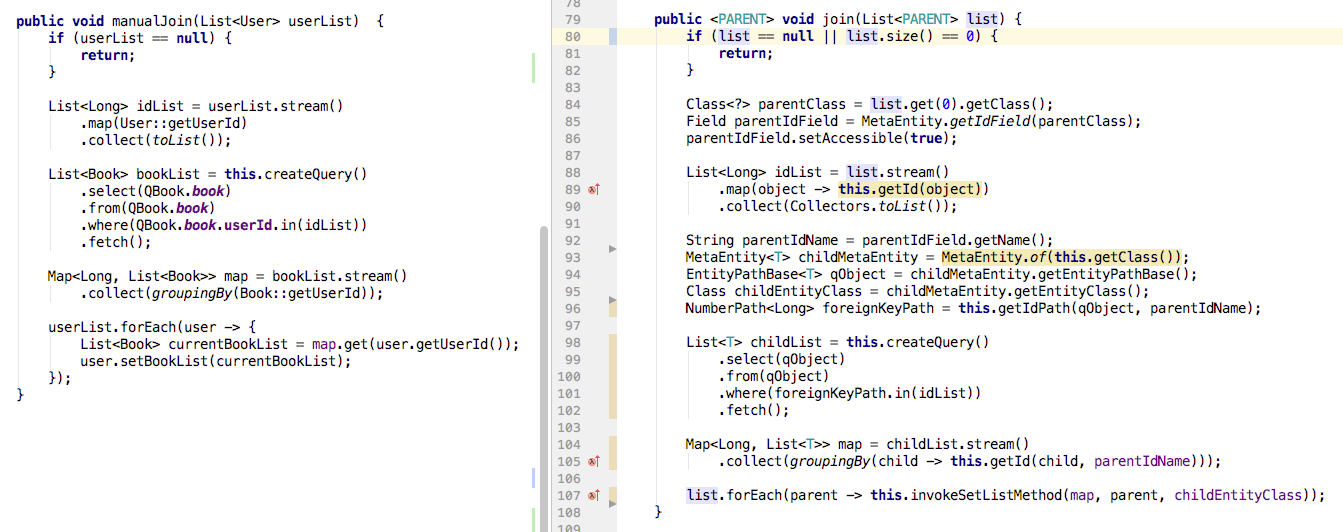 public void manualJoin(List<User> userList)  {
    if (userList == null) {
        return;
    }

    List<Long> idList = userList.stream()
        .map(User::getUserId)
        .collect(toList());

    List<Book> bookList = this.createQuery()
        .select(QBook.book)
        .from(QBook.book)
        .where(QBook.book.userId.in(idList))
        .fetch();

    Map<Long, List<Book>> map = bookList.stream()
        .collect(groupingBy(Book::getUserId));

    userList.forEach(user -> {
        List<Book> currentBookList = map.get(user.getUserId());
        user.setBookList(currentBookList);
    });
}
78
79 public <PARENT> void join(List<PARENT> list) {
80     if (list == null || list.size() == 0) {
81         return;
82     }
83
84     Class<?> parentClass = list.get(0).getClass();
85     Field parentIdField = MetaEntity.getIdField(parentClass);
86     parentIdField.setAccessible(true);
87
88     List<Long> idList = list.stream()
89         .map(object -> this.getId(object))
90         .collect(Collectors.toList());
91
92     String parentIdName = parentIdField.getName();
93     MetaEntity<T> childMetaEntity = MetaEntity.of(this.getClass());
94     EntityPathBase<T> qObject = childMetaEntity.getEntityPathBase();
95     Class childEntityClass = childMetaEntity.getEntityClass();
96     NumberPath<Long> foreignKeyPath = this.getIdPath(qObject, parentIdName);
97
98     List<T> childList = this.createQuery()
99         .select(qObject)
100         .from(qObject)
101         .where(foreignKeyPath.in(idList))
102         .fetch();
103
104     Map<Long, List<T>> map = childList.stream()
105         .collect(groupingBy(child -> this.getId(child, parentIdName)));
106
107     list.forEach(parent -> this.invokeSetListMethod(map, parent, childEntityClass));
108 }
109